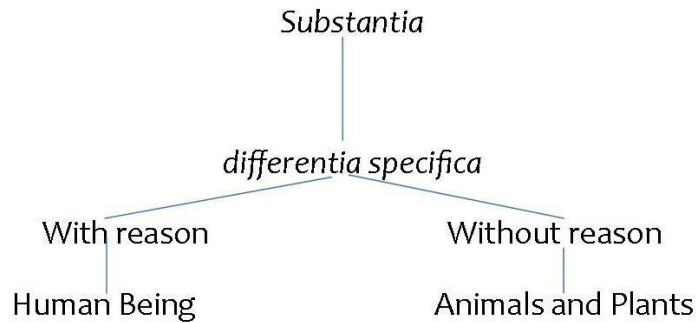 Substantia
differentia specifica
With reason
Without reason
Human Being
Animals and Plants